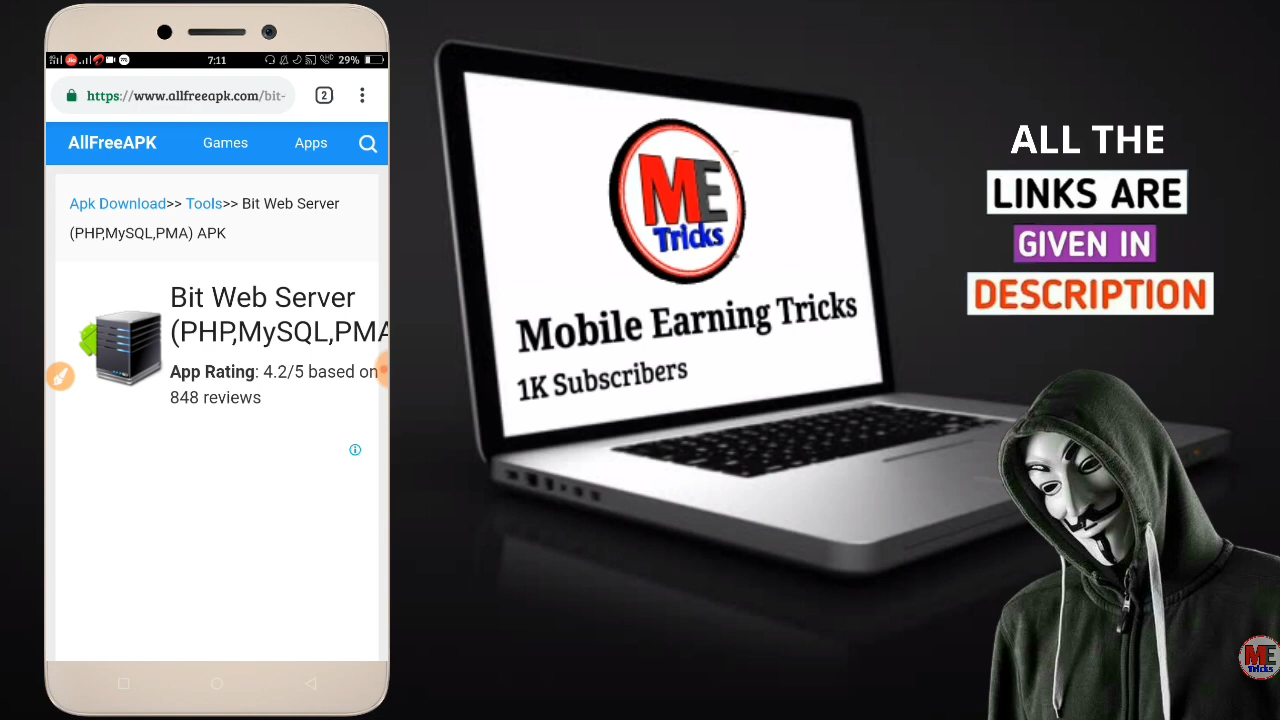 7:11
29%
https://www.allfreeapk.com/bit-
2
AllFreeAPK
Games
Apps
Apk Download>> Tools>> Bit Web Server
(PHP,MySQL,PMA) APK
Bit Web Server
(PHP,MySQL,PMA
App Rating: 4.2/5 based on
848 reviews
ME
Tricks
Mobile Earning Tricks
1K Subscribers
ALL THE
LINKS ARE
GIVEN IN
DESCRIPTION
ME
Tricks